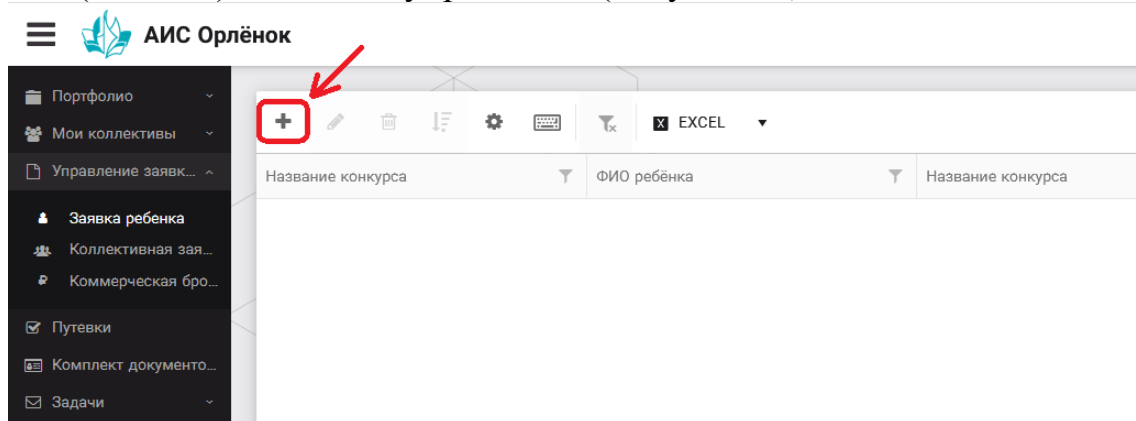 АИС Орлёнок
Портфолио
Мои коллективы
Управление заявк...
Заявка ребенка
Коллективная зая...
Коммерческая бро...
Путевки
Комплект документо...
Задачи
EXCEL
Название конкурса ФИО ребёнка Название конкурса